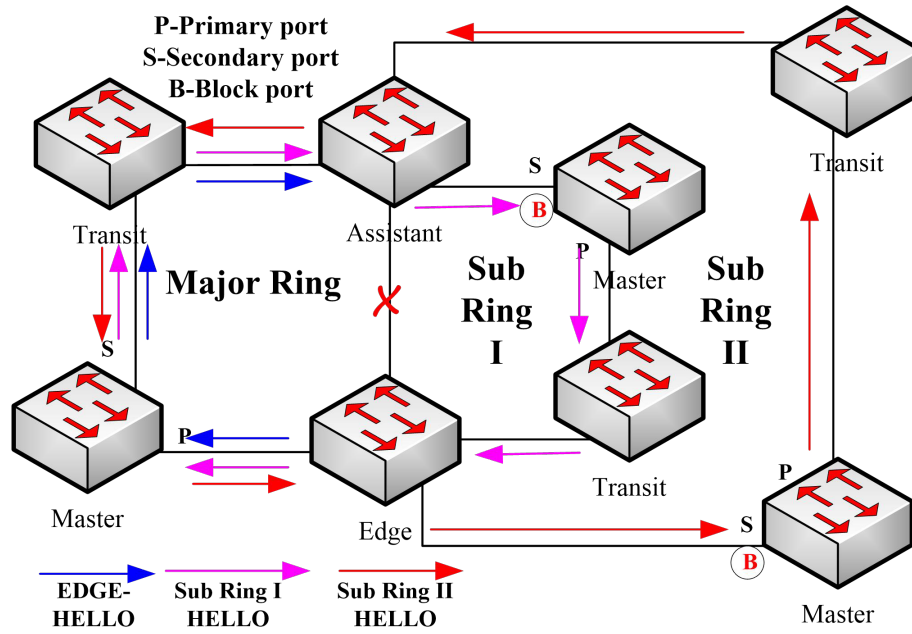 P-Primary port
S-Secondary port
B-Block port
Transit
Assistant
S
B
P
Master
Transit
Major Ring
Sub
Ring
I
Sub
Ring
II
S
P
Master
Edge
Transit
P
S
B
Master
EDGE-
HELLO
Sub Ring I
HELLO
Sub Ring II
HELLO